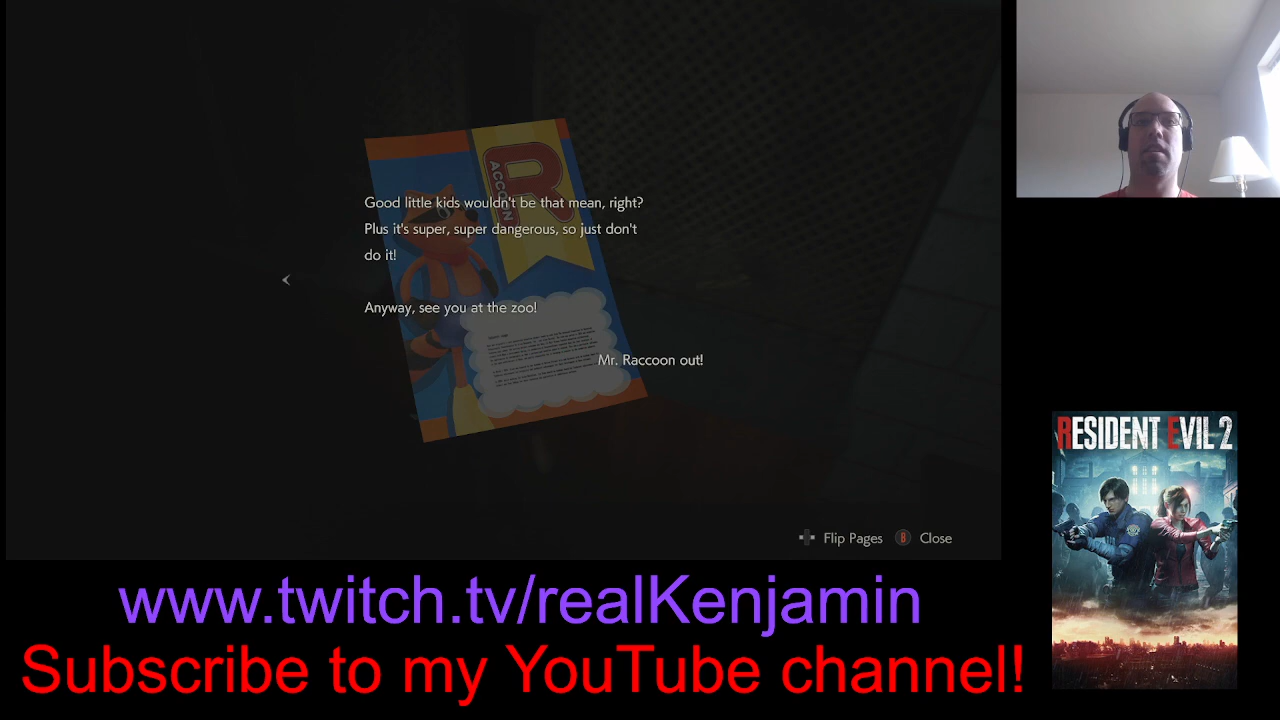 R
ACCOON
Good little kids wouldn't be that mean, right?
Plus it's super, super dangerous, so just don't
do it!
Anyway, see you at the zoo!
Mr. Raccoon out!
Flip Pages B Close
RESIDENT EVIL 2
www.twitch.tv/realKenjamin
Subscribe to my YouTube channel!